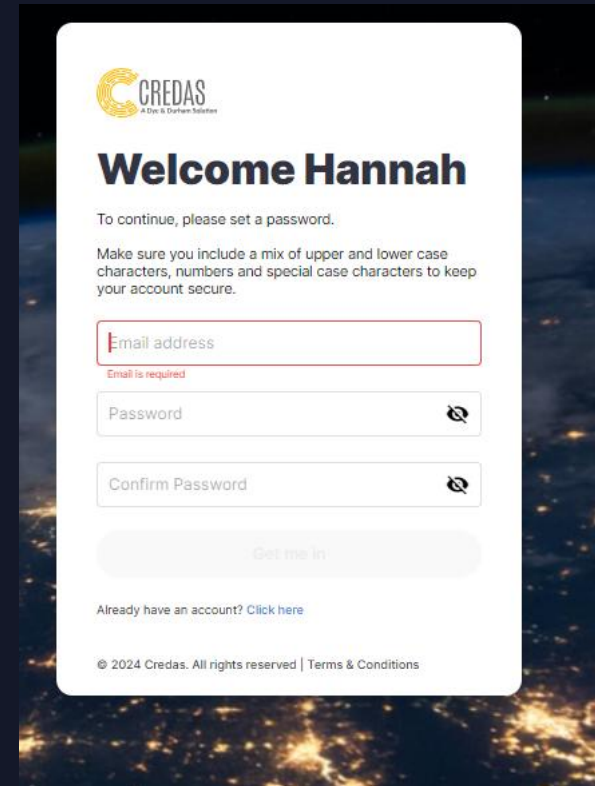 CREDAS
A Dye & Durham Solution
Welcome Hannah
To continue, please set a password.
Make sure you include a mix of upper and lower case
characters, numbers and special case characters to keep
your account secure.
Email address
Email is required
Password
Confirm Password
Get me in
Already have an account? Click here
© 2024 Credas. All rights reserved | Terms & Conditions